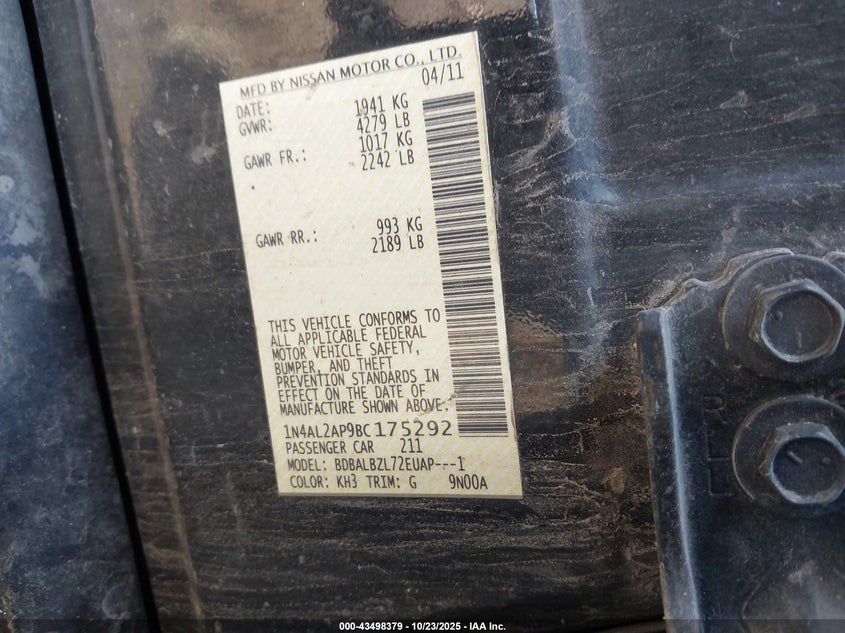 MFD BY NISSAN MOTOR CO., LTD.
DATE: 04/11
GVWR: 1941 KG
4279 LB
GAWR FR.: 1017 KG
2242 LB
GAWR RR.: 993 KG
2189 LB
THIS VEHICLE CONFORMS TO
ALL APPLICABLE FEDERAL
MOTOR VEHICLE SAFETY,
BUMPER, AND THEFT
PREVENTION STANDARDS IN
EFFECT ON THE DATE OF
MANUFACTURE SHOWN ABOVE.
1N4AL2AP9BC175292
PASSENGER CAR 211
MODEL: BDBALBZL72EUAP---1
COLOR: KH3 TRIM: G 9N00A
000-43498379 - 10/23/2025 - IAA Inc.